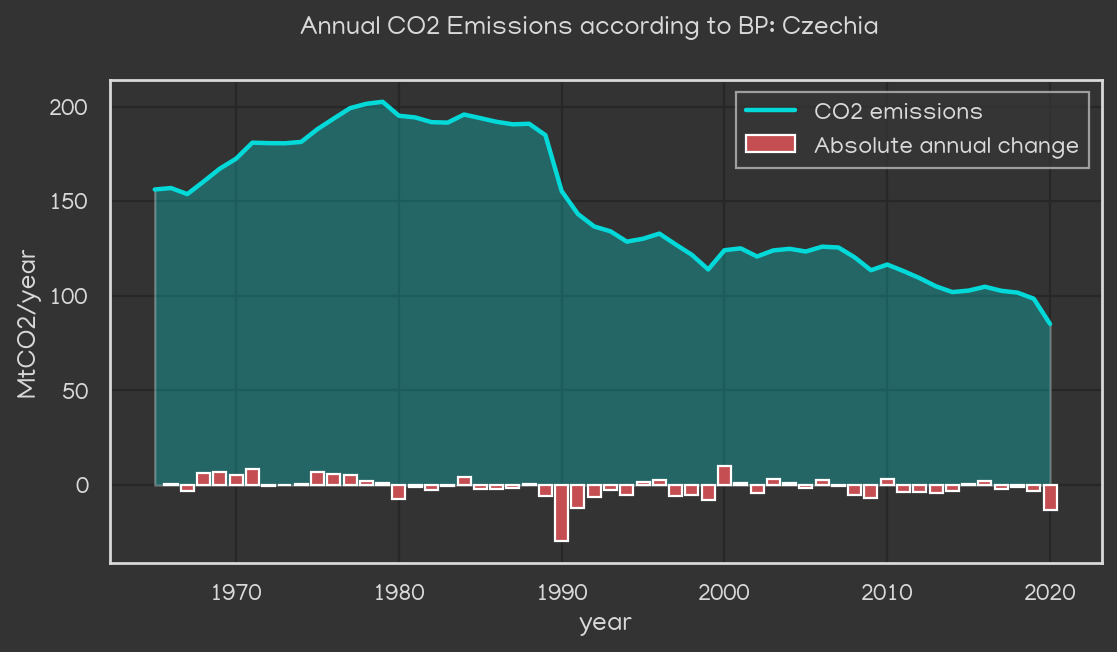 Annual CO2 Emissions according to BP: Czechia
CO2 emissions
Absolute annual change
MtCO2/year
200
150
100
50
0
1970 1980 1990 2000 2010 2020
year